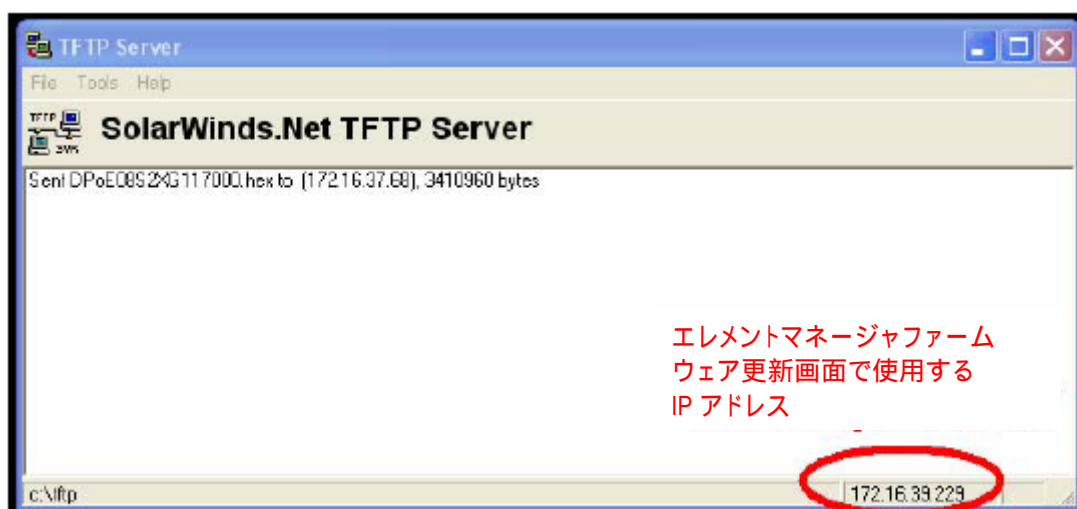 TFTP Server
File Tools Help
SolarWinds.Net TFTP Server
Sent DPoE08S2XG117000.hex to (172.16.37.68), 3410960 bytes
エレメントマネージャファーム
ウェア更新画面で使用する
IP アドレス
c:\tftp
172.16.39.229